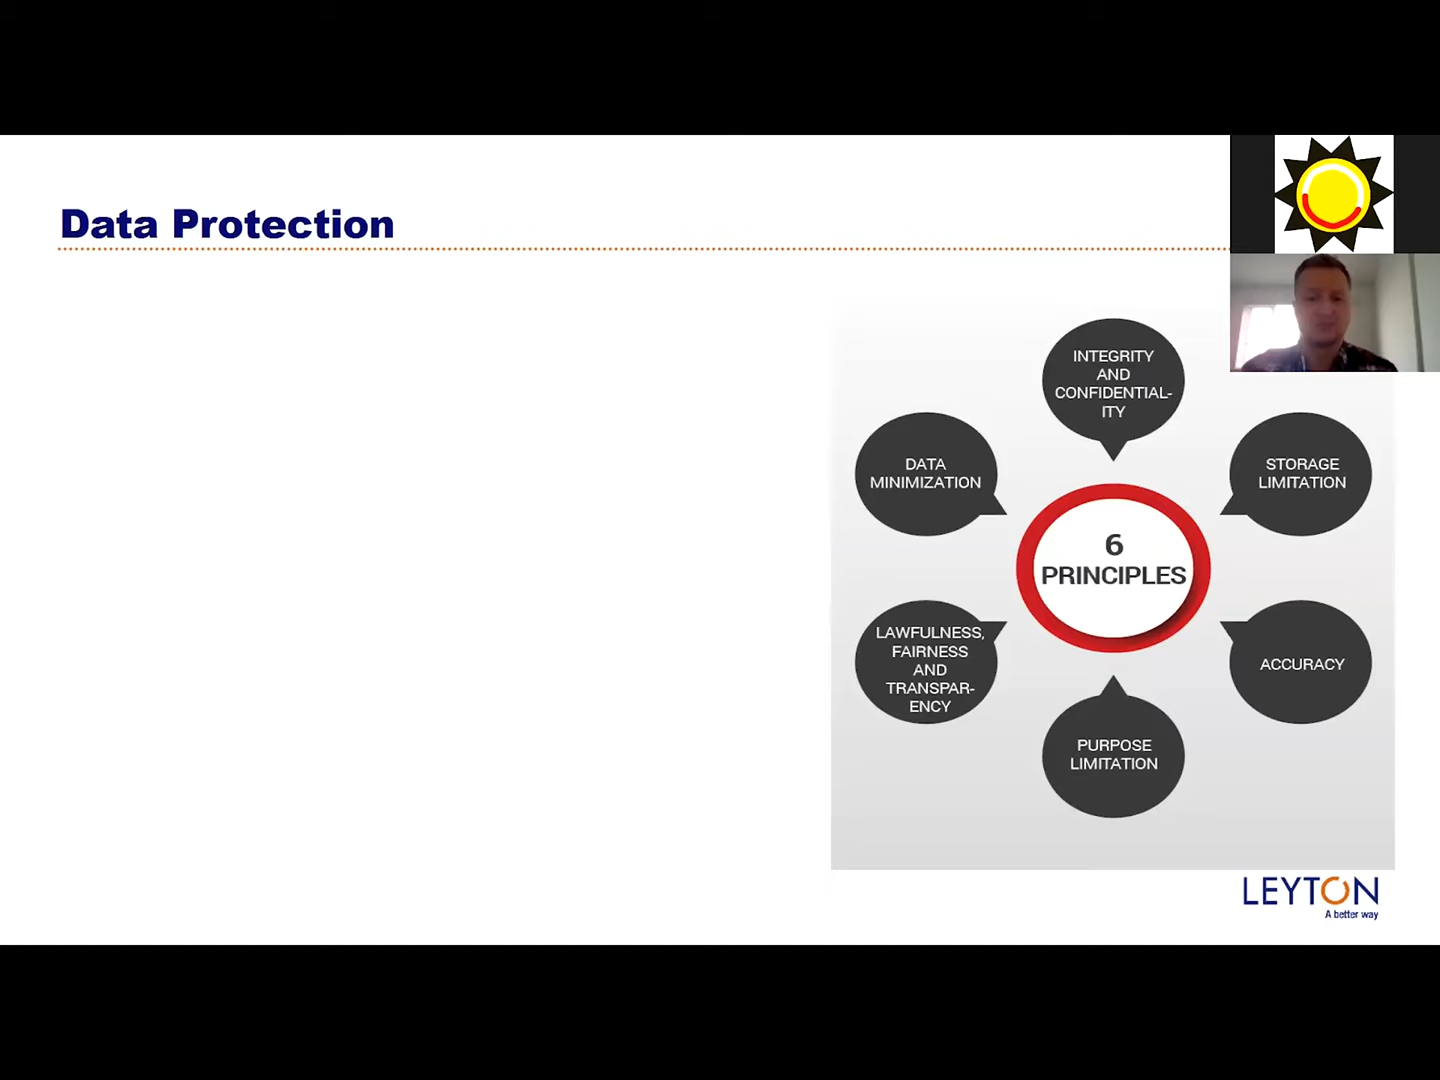 Data Protection
INTEGRITY
AND
CONFIDENTIAL-
ITY
DATA
MINIMIZATION
STORAGE
LIMITATION
6
PRINCIPLES
LAWFULNESS,
FAIRNESS
AND
TRANSPAR-
ENCY
ACCURACY
PURPOSE
LIMITATION
LEYTON
A better way